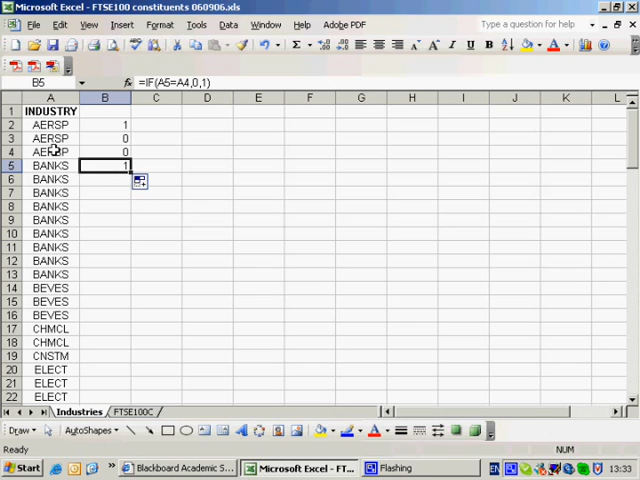 Microsoft Excel - FTSE100 constituents 060906.xls
File Edit View Insert Format Tools Data Window Help Adobe PDF Type a question for help
B5 fx =IF(A5=A4,0,1)
A B C D E F G H I J K L
1 INDUSTRY
2 AERSP 1
3 AERSP 0
4 AERSP 0
5 BANKS 1
6 BANKS
7 BANKS
8 BANKS
9 BANKS
10 BANKS
11 BANKS
12 BANKS
13 BANKS
14 BEVES
15 BEVES
16 BEVES
17 CHMCL
18 CHMCL
19 CNSTM
20 ELECT
21 ELECT
22 ELECT
Industries FTSE100C
Draw AutoShapes
Ready NUM
Start Blackboard Academic S... Microsoft Excel - FT... Flashing EN 13:33